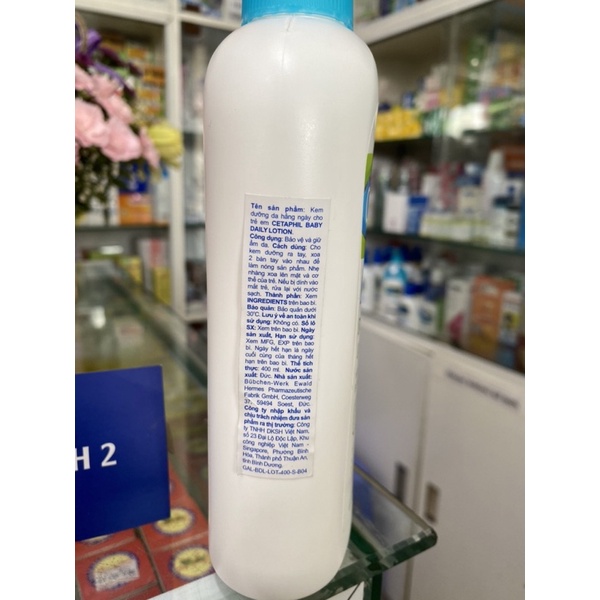 Tên sản phẩm: Kem
dưỡng da hằng ngày cho
trẻ em CETAPHIL BABY
DAILY LOTION.
Công dụng: Bảo vệ và giữ
ẩm da. Cách dùng: Cho
kem dưỡng ra tay, xoa
2 bàn tay vào nhau để
làm nóng sản phẩm. Nhẹ
nhàng xoa lên mặt và cơ
thể của trẻ. Nếu bị dính vào
mắt trẻ, rửa lại với nước
sạch. Thành phần: Xem
INGREDIENTS trên bao bì.
Bảo quản: Bảo quản dưới
30°C. Lưu ý về an toàn khi
sử dụng: Không có. Số lô
SX: Xem trên bao bì. Ngày
sản xuất, Hạn sử dụng:
Xem MFG, EXP trên bao
bì. Ngày hết hạn là ngày
cuối cùng của tháng hết
hạn trên bao bì. Thể tích
thực: 400 ml. Nước sản
xuất: Đức. Nhà sản xuất:
Bübchen-Werk Ewald
Hermes Pharmazeutische
Fabrik GmbH, Coesterweg
37, 59494 Soest, Đức.
Công ty nhập khẩu và
chịu trách nhiệm đưa sản
phẩm ra thị trường: Công
ty TNHH DKSH Việt Nam,
số 23 Đại Lộ Độc Lập, Khu
công nghiệp Việt Nam -
Singapore, Phường Bình
Hòa, Thành phố Thuận An,
tỉnh Bình Dương.
GAL-BDL-LOT-400-S-B04
H 2